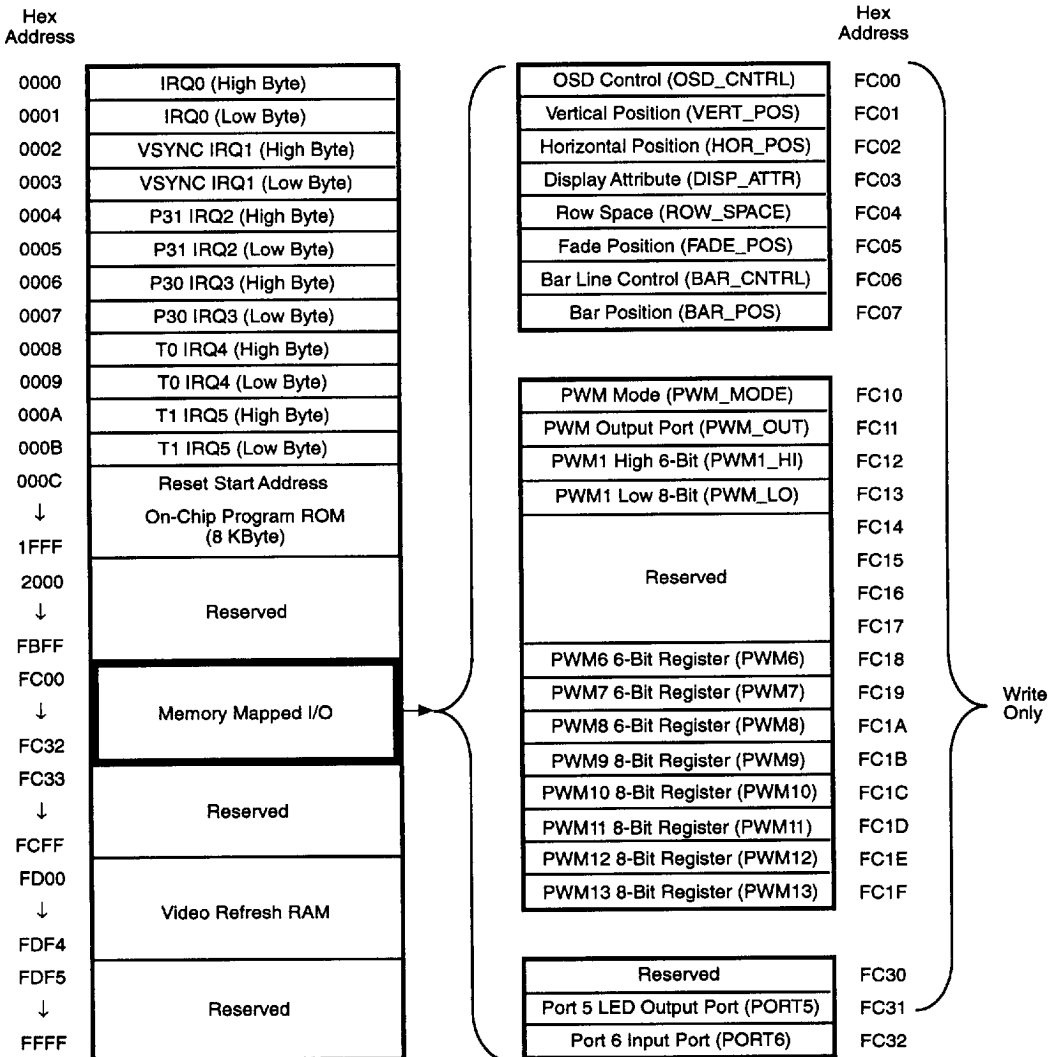 Hex
Address
0000 IRQ0 (High Byte)
0001 IRQ0 (Low Byte)
0002 VSYNC IRQ1 (High Byte)
0003 VSYNC IRQ1 (Low Byte)
0004 P31 IRQ2 (High Byte)
0005 P31 IRQ2 (Low Byte)
0006 P30 IRQ3 (High Byte)
0007 P30 IRQ3 (Low Byte)
0008 T0 IRQ4 (High Byte)
0009 T0 IRQ4 (Low Byte)
000A T1 IRQ5 (High Byte)
000B T1 IRQ5 (Low Byte)
000C Reset Start Address
↓ On-Chip Program ROM
(8 KByte)
1FFF
2000
↓ Reserved
FBFF
FC00
↓ Memory Mapped I/O
FC32
FC33
↓ Reserved
FCFF
FD00
↓ Video Refresh RAM
FDF4
FDF5
↓ Reserved
FFFF
Hex
Address
OSD Control (OSD_CNTRL) FC00
Vertical Position (VERT_POS) FC01
Horizontal Position (HOR_POS) FC02
Display Attribute (DISP_ATTR) FC03
Row Space (ROW_SPACE) FC04
Fade Position (FADE_POS) FC05
Bar Line Control (BAR_CNTRL) FC06
Bar Position (BAR_POS) FC07
PWM Mode (PWM_MODE) FC10
PWM Output Port (PWM_OUT) FC11
PWM1 High 6-Bit (PWM1_HI) FC12
PWM1 Low 8-Bit (PWM_LO) FC13
FC14
FC15
Reserved
FC16
FC17
PWM6 6-Bit Register (PWM6) FC18
PWM7 6-Bit Register (PWM7) FC19
PWM8 6-Bit Register (PWM8) FC1A
PWM9 8-Bit Register (PWM9) FC1B
PWM10 8-Bit Register (PWM10) FC1C
PWM11 8-Bit Register (PWM11) FC1D
PWM12 8-Bit Register (PWM12) FC1E
PWM13 8-Bit Register (PWM13) FC1F
Reserved FC30
Port 5 LED Output Port (PORT5) FC31
Port 6 Input Port (PORT6) FC32
Write
Only